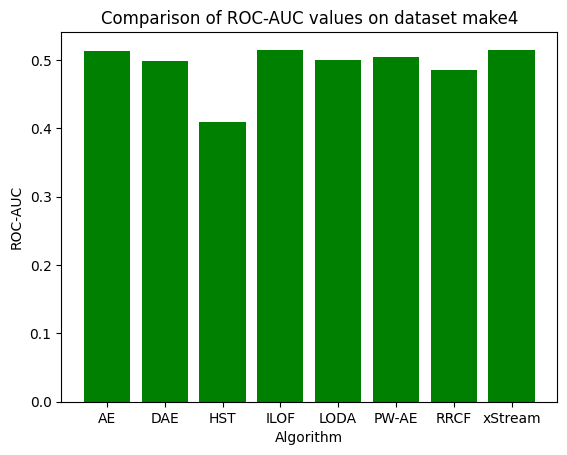 Comparison of ROC-AUC values on dataset make4
ROC-AUC
0.5
0.4
0.3
0.2
0.1
0.0
AE DAE HST ILOF LODA PW-AE RRCF xStream
Algorithm